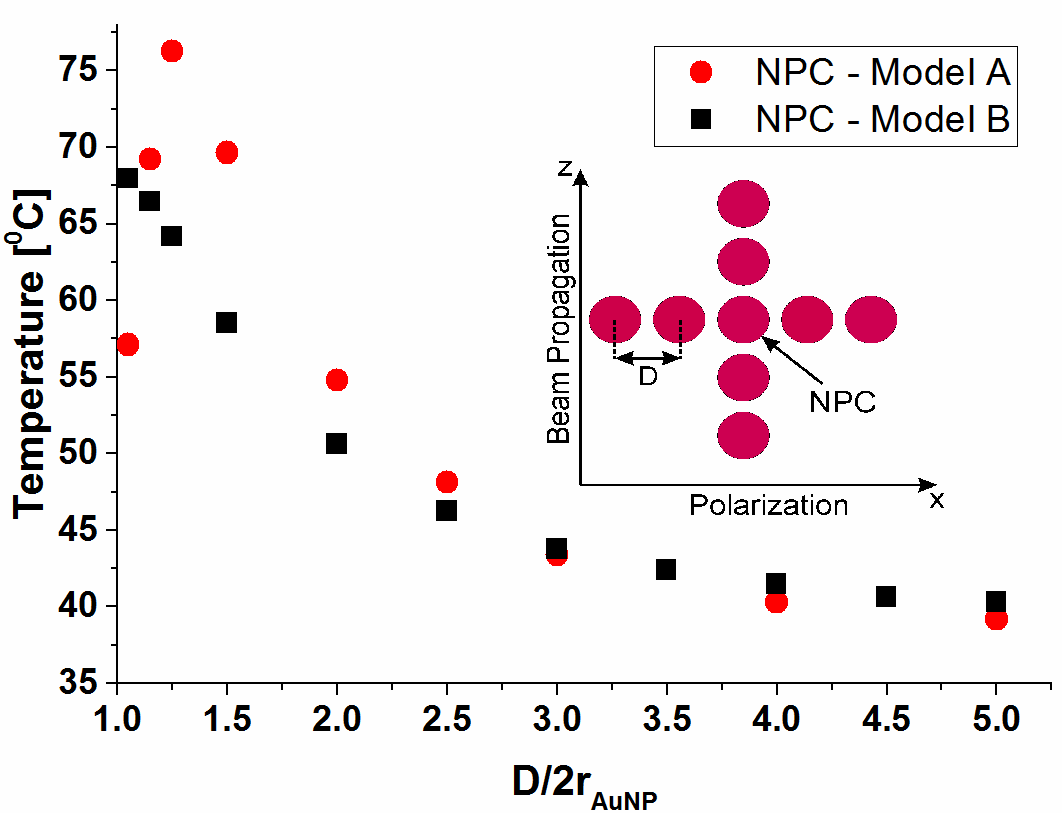 NPC - Model A
NPC - Model B
Temperature [⁰C]
75
70
65
60
55
50
45
40
35
z
Beam Propagation
D
NPC
Polarization
x
1.0 1.5 2.0 2.5 3.0 3.5 4.0 4.5 5.0
D/2r_AuNP